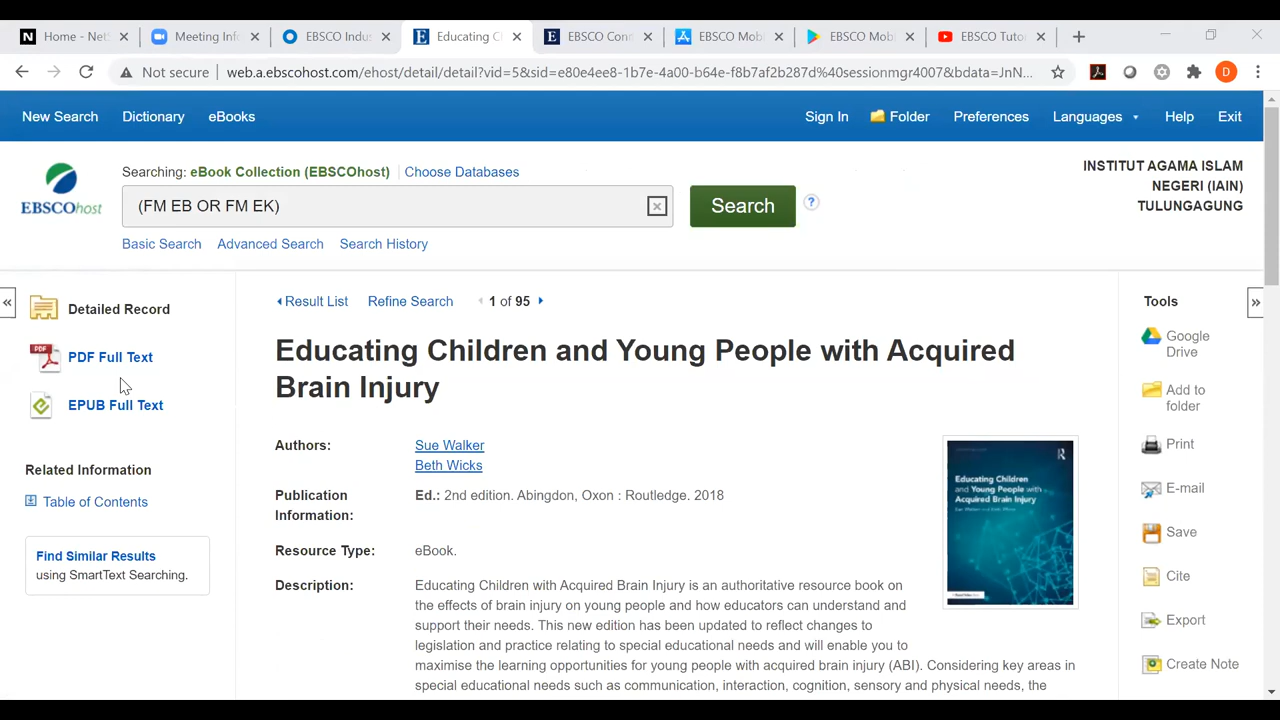 Home - Net
Meeting Info
EBSCO Indu
Educating C
EBSCO Con
EBSCO Mobi
EBSCO Mobi
EBSCO Tuto
Not secure web.a.ebscohost.com/ehost/detail/detail?vid=5&sid=e80e4ee8-1b7e-4a00-b64e-f8b7af2b287d%40sessionmgr4007&bdata=JnN...
D
New Search Dictionary eBooks Sign In Folder Preferences Languages Help Exit
Searching: eBook Collection (EBSCOhost) Choose Databases
INSTITUT AGAMA ISLAM
NEGERI (IAIN)
TULUNGAGUNG
EBSCOhost
(FM EB OR FM EK)
Search
?
Basic Search Advanced Search Search History
« Detailed Record
PDF
PDF Full Text
EPUB Full Text
Related Information
Table of Contents
Find Similar Results
using SmartText Searching.
Result List Refine Search 1 of 95
Educating Children and Young People with Acquired
Brain Injury
Authors: Sue Walker
Beth Wicks
Publication Ed.: 2nd edition. Abingdon, Oxon : Routledge. 2018
Information:
Resource Type: eBook.
Description: Educating Children with Acquired Brain Injury is an authoritative resource book on
the effects of brain injury on young people and how educators can understand and
support their needs. This new edition has been updated to reflect changes to
legislation and practice relating to special educational needs and will enable you to
maximise the learning opportunities for young people with acquired brain injury (ABI). Considering key areas in
special educational needs such as communication, interaction, cognition, sensory and physical needs, the
R
Educating Children
and Young People with
Acquired Brain Injury
Tools »
Google
Drive
Add to
folder
Print
E-mail
Save
Cite
Export
Create Note